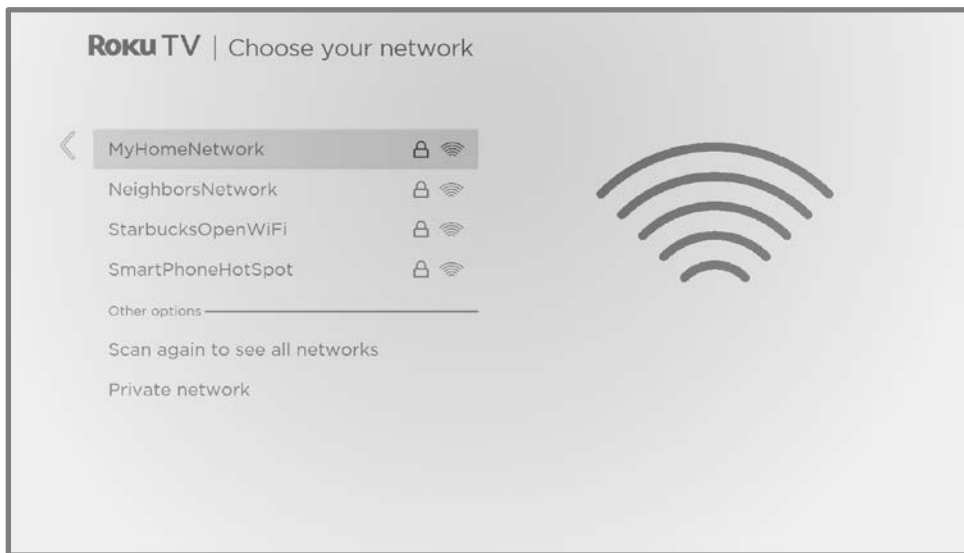 Roku TV | Choose your network
MyHomeNetwork
NeighborsNetwork
StarbucksOpenWiFi
SmartPhoneHotSpot
Other options
Scan again to see all networks
Private network